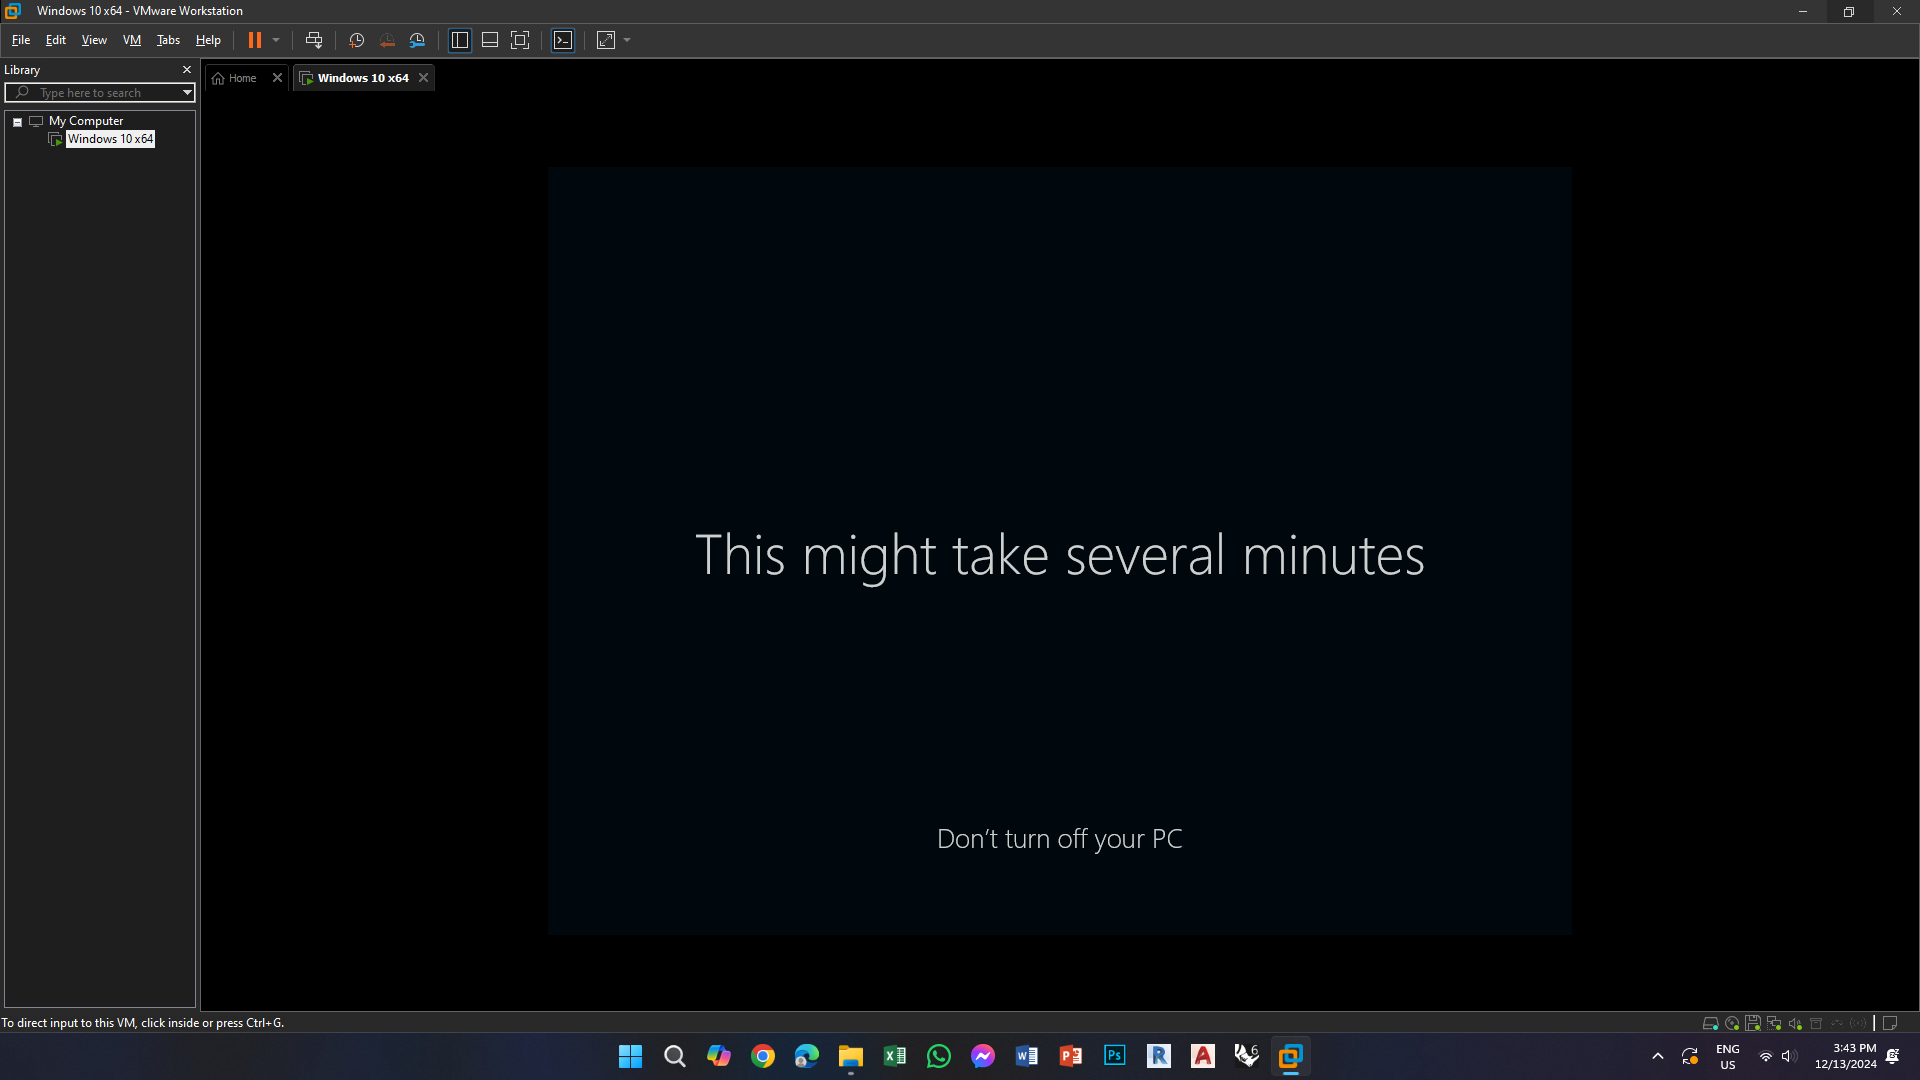 Windows 10 x64 - VMware Workstation
File Edit View VM Tabs Help
Library
Type here to search
My Computer
Windows 10 x64
Home
Windows 10 x64
This might take several minutes
Don't turn off your PC
To direct input to this VM, click inside or press Ctrl+G.
ENG
US
3:43 PM
12/13/2024